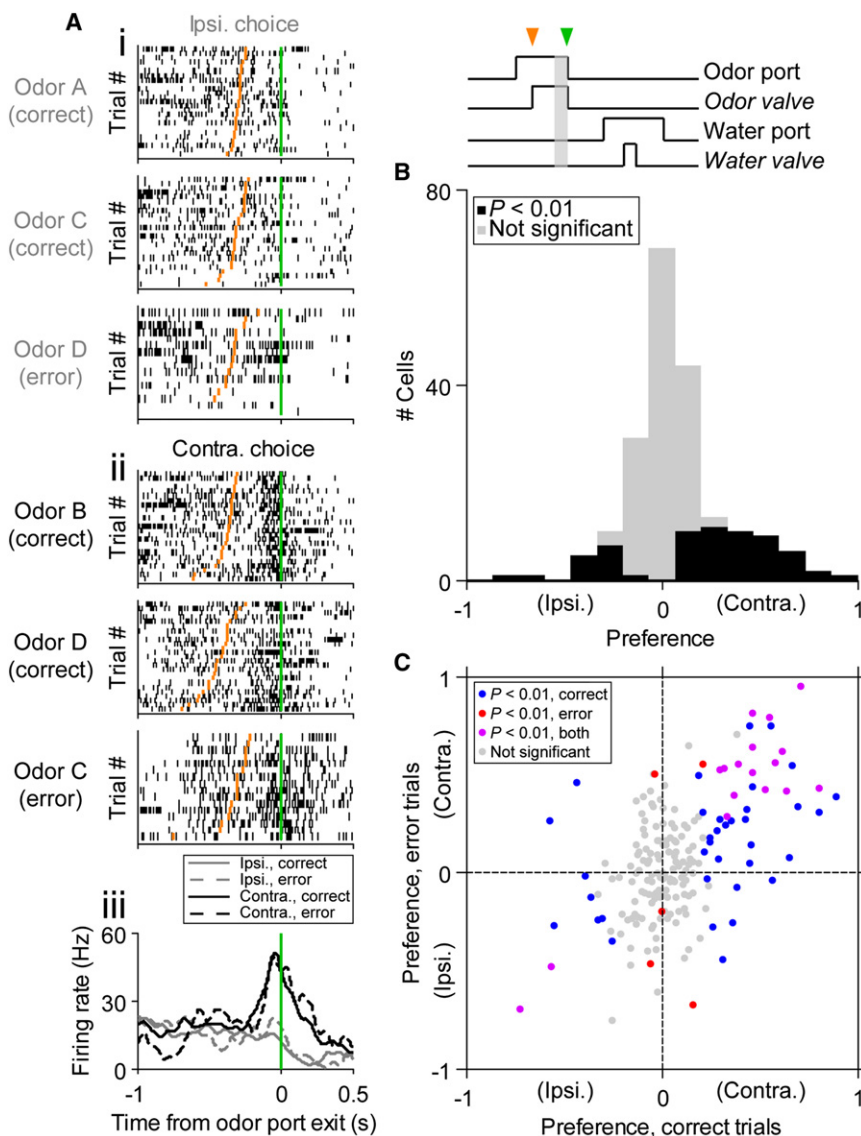 A
i
Ipsi. choice
Odor A
(correct)
Trial #
Odor C
(correct)
Trial #
Odor D
(error)
Trial #
-1 0 0.5
ii
Contra. choice
Odor B
(correct)
Trial #
Odor D
(correct)
Trial #
Odor C
(error)
Trial #
iii
Ipsi., correct
Ipsi., error
Contra., correct
Contra., error
60
30
0
Firing rate (Hz)
-1 0 0.5
Time from odor port exit (s)
Odor port
Odor valve
Water port
Water valve
B
P < 0.01
Not significant
80
40
0
# Cells
-1 0 1
(Ipsi.) (Contra.)
Preference
C
P < 0.01, correct
P < 0.01, error
P < 0.01, both
Not significant
1
0
-1
Preference, error trials
(Ipsi.) (Contra.)
-1 0 1
(Ipsi.) (Contra.)
Preference, correct trials